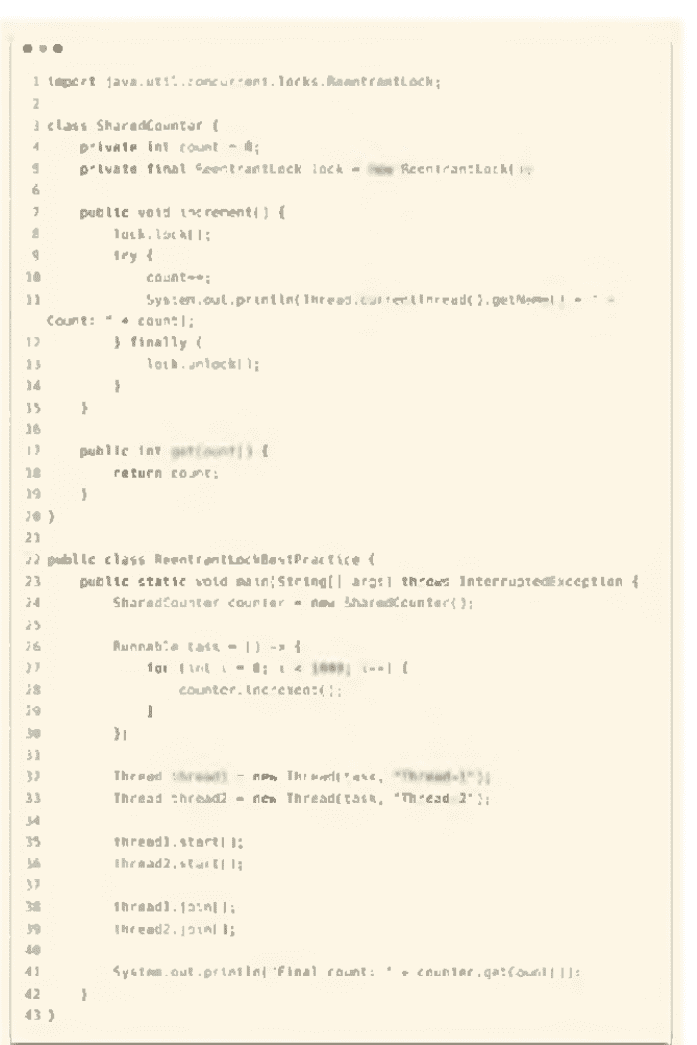 1 import java.util.concurrent.locks.ReentrantLock;
2
3 class SharedCounter {
4     private int count = 0;
5     private final ReentrantLock lock = new ReentrantLock();
6
7     public void increment() {
8         lock.lock();
9         try {
10             count++;
11             System.out.println(Thread.currentThread().getName() + " -
Count: " + count);
12         } finally {
13             lock.unlock();
14         }
15     }
16
17     public int getCount() {
18         return count;
19     }
20 }
21
22 public class ReentrantLockBestPractice {
23     public static void main(String[] args) throws InterruptedException {
24         SharedCounter counter = new SharedCounter();
25
26         Runnable task = () -> {
27             for (int i = 0; i < 1000; i++) {
28                 counter.increment();
29             }
30         };
31
32         Thread thread1 = new Thread(task, "Thread-1");
33         Thread thread2 = new Thread(task, "Thread-2");
34
35         thread1.start();
36         thread2.start();
37
38         thread1.join();
39         thread2.join();
40
41         System.out.println("Final count: " + counter.getCount());
42     }
43 }